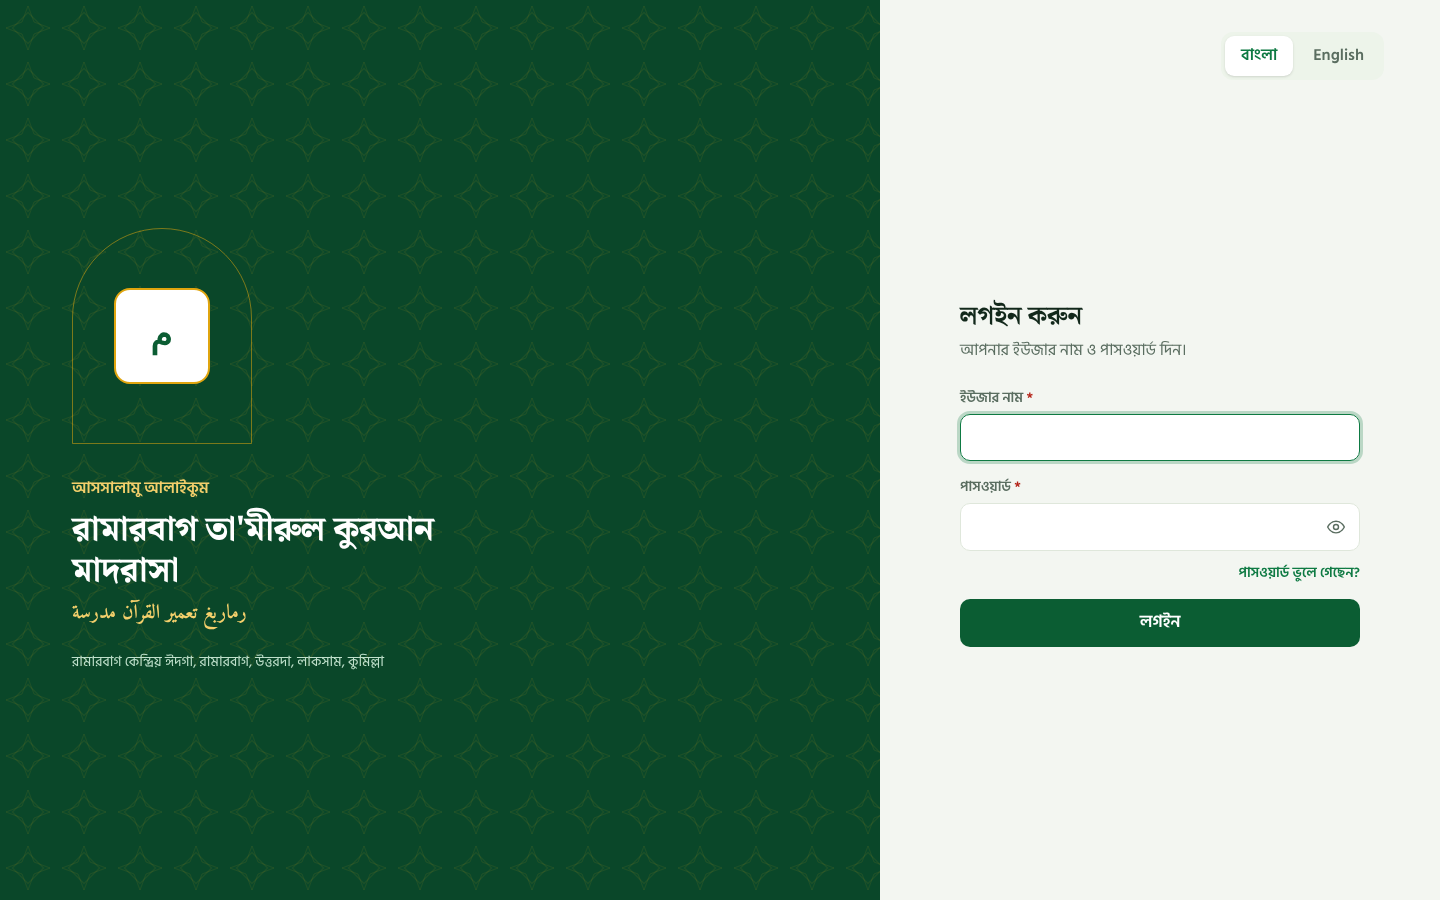 বাংলা
English
م
আসসালামু আলাইকুম
রামারবাগ তা'মীরুল কুরআন
মাদরাসা
رماربغ تعمير القرآن مدرسة
রামারবাগ কেন্দ্রিয় ঈদগা, রামারবাগ, উত্তরদা, লাকসাম, কুমিল্লা
লগইন করুন
আপনার ইউজার নাম ও পাসওয়ার্ড দিন।
ইউজার নাম *
পাসওয়ার্ড *
পাসওয়ার্ড ভুলে গেছেন?
লগইন